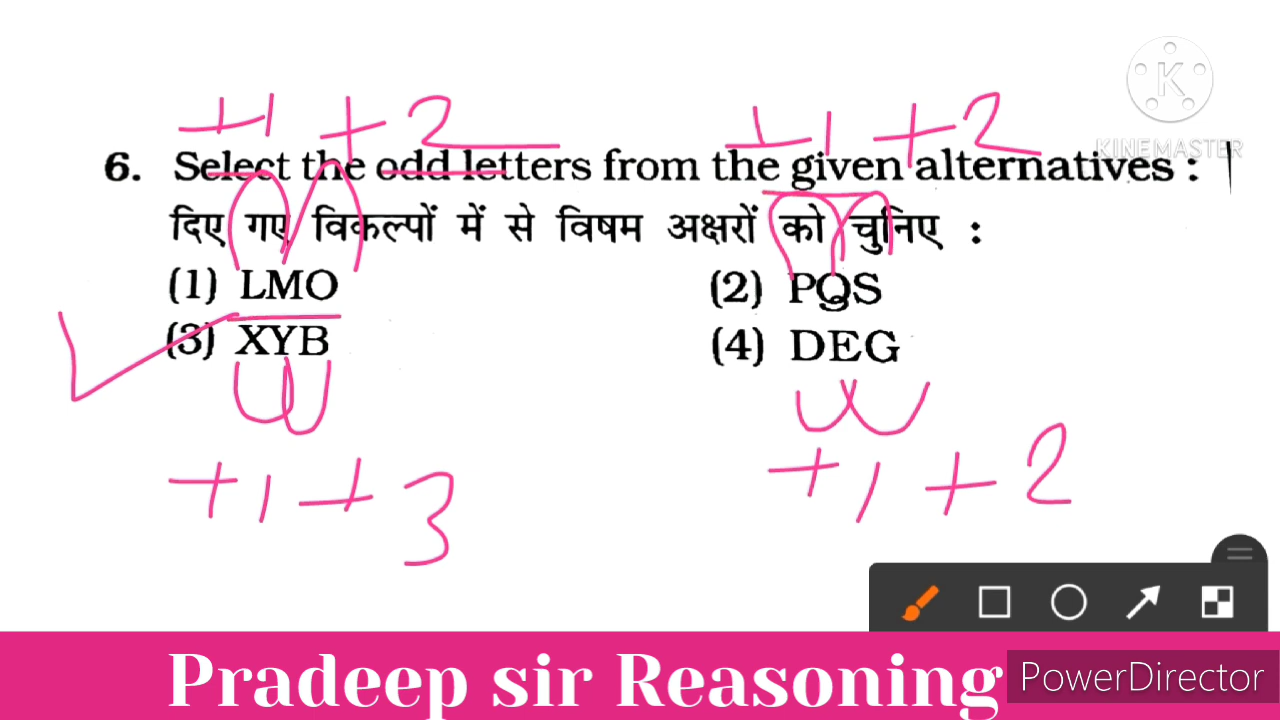 KINEMASTER
+1 +2
+1 +2
6. Select the odd letters from the given alternatives :
दिए गए विकल्पों में से विषम अक्षरों को चुनिए :
(1) LMO (2) PQS
(3) XYB (4) DEG
+1 +3
+1 +2
Pradeep sir Reasoning
PowerDirector